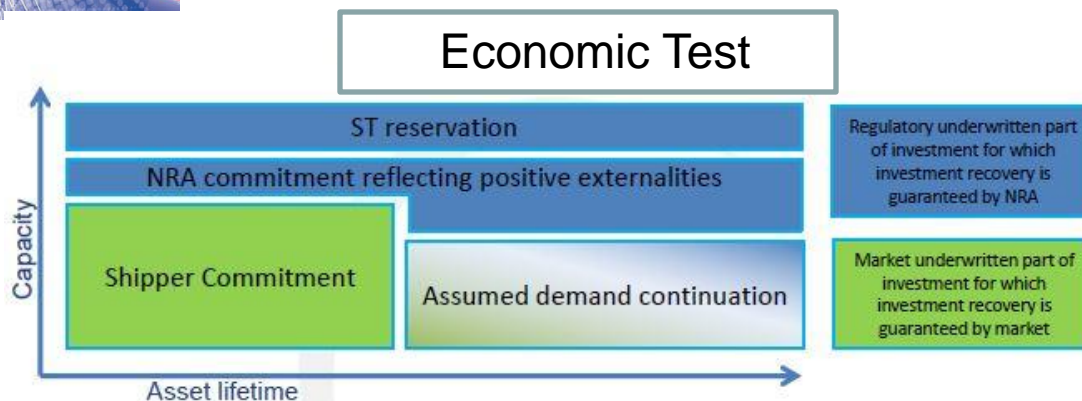 Economic Test
ST reservation
NRA commitment reflecting positive externalities
Shipper Commitment
Assumed demand continuation
Capacity
Asset lifetime
Regulatory underwritten part
of investment for which
investment recovery is
guaranteed by NRA
Market underwritten part of
investment for which
investment recovery is
guaranteed by market